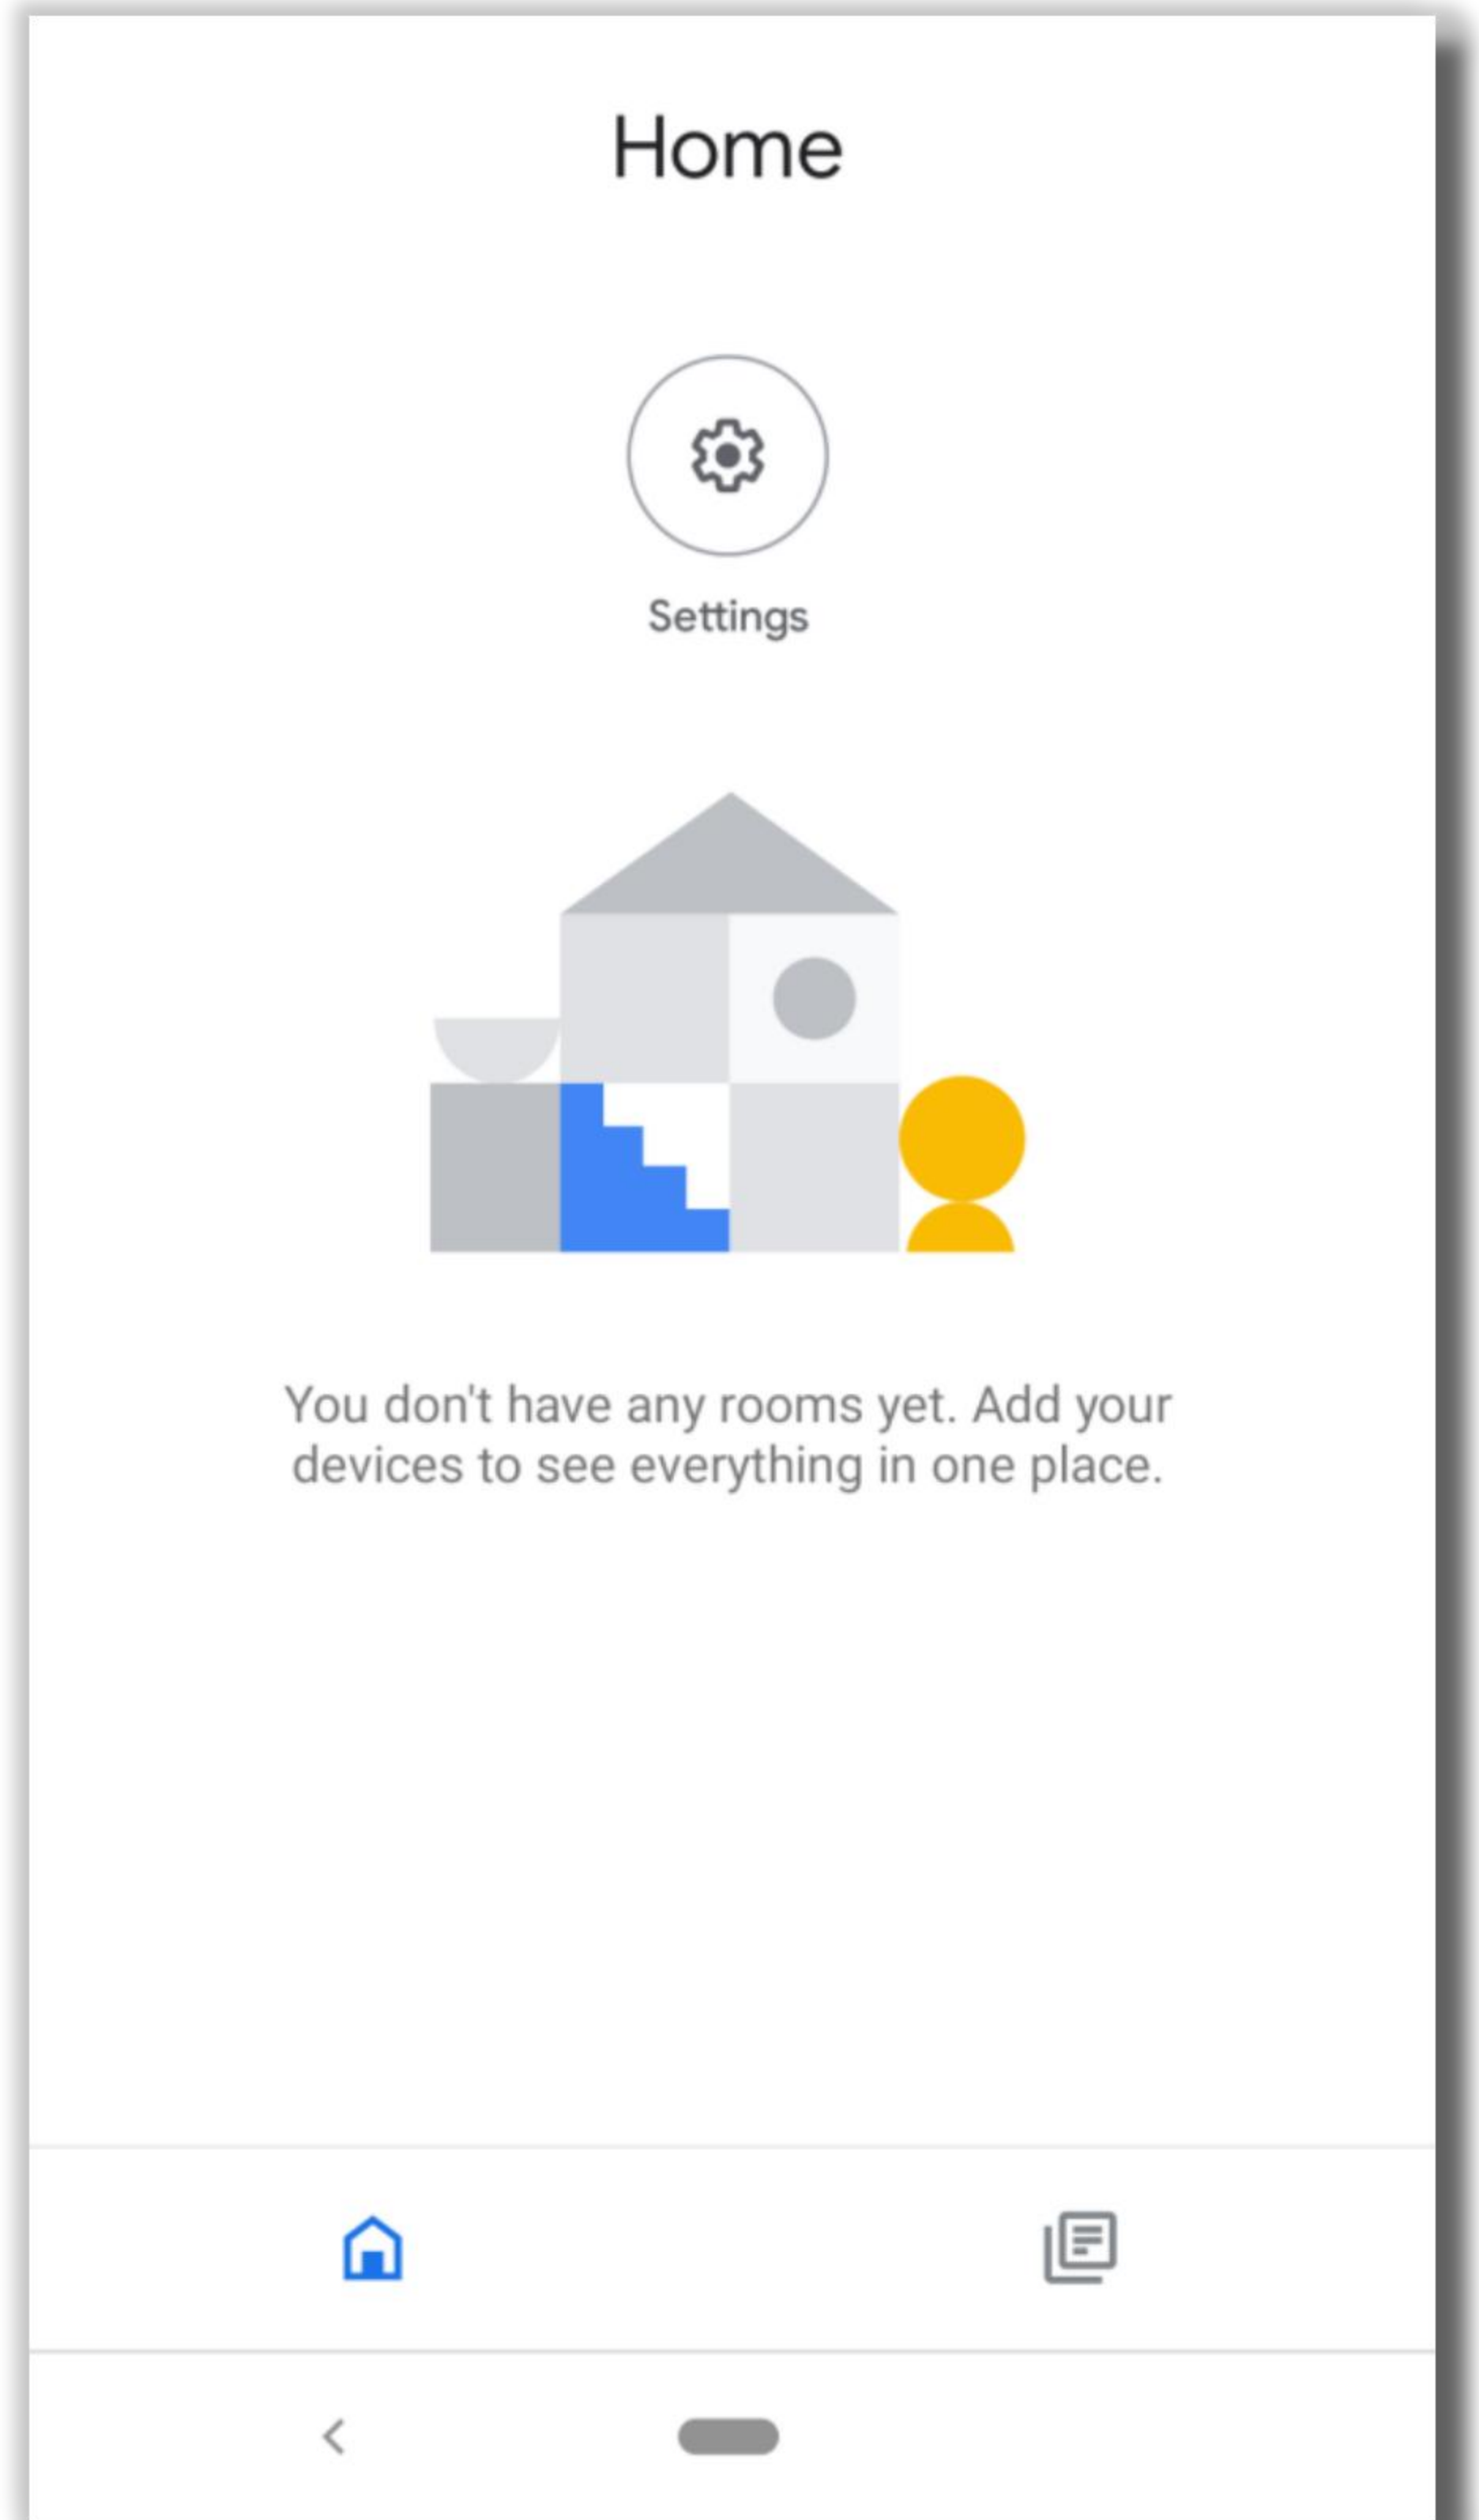 Home
Settings
You don't have any rooms yet. Add your
devices to see everything in one place.